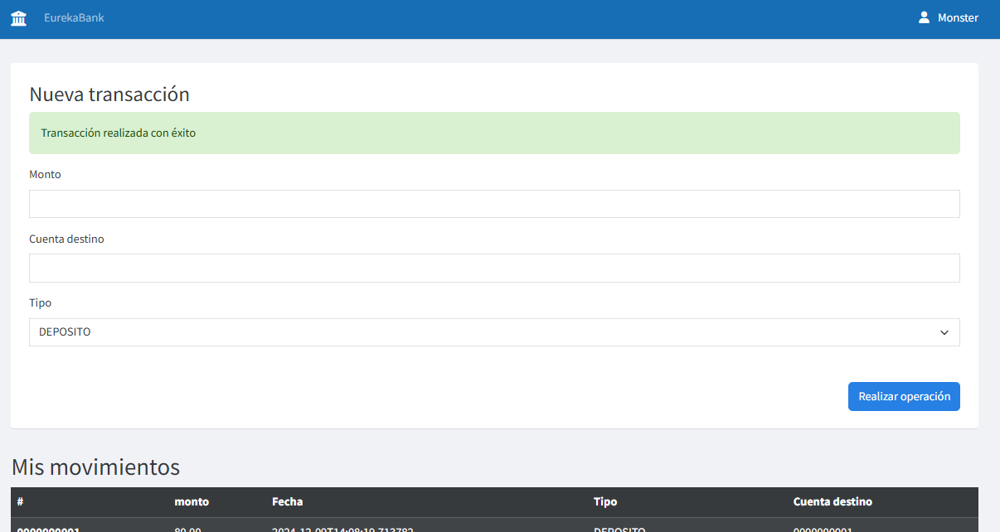 EurekaBank
Monster
Nueva transacción
Transacción realizada con éxito
Monto
Cuenta destino
Tipo
DEPOSITO
Realizar operación
Mis movimientos
# monto Fecha Tipo Cuenta destino
0000000001 80.00 2024-12-09T14:08:19.713782 DEPOSITO 0000000001